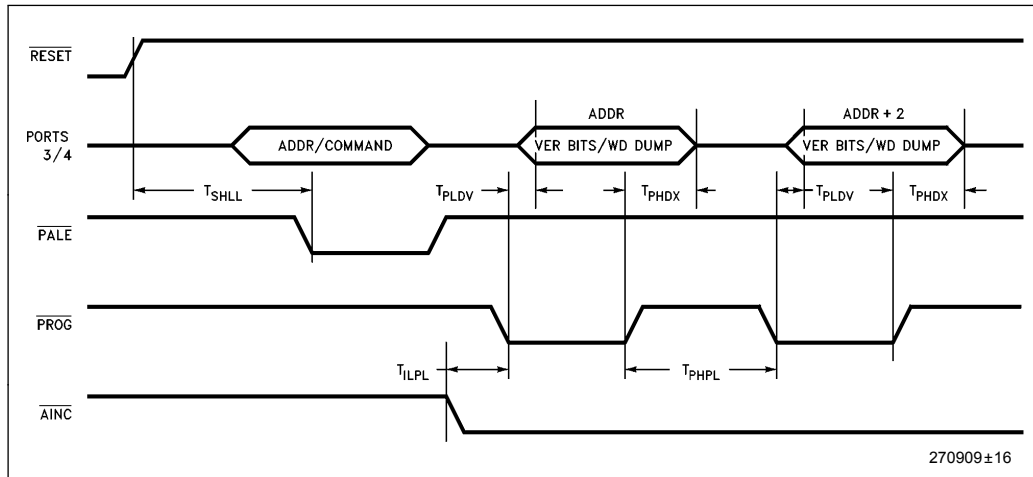 RESET
ADDR
ADDR + 2
PORTS
3/4
ADDR/COMMAND
VER BITS/WD DUMP
VER BITS/WD DUMP
TSHLL
TPLDV
TPHDX
TPLDV
TPHDX
PALE
PROG
TILPL
TPHPL
AINC
270909±16